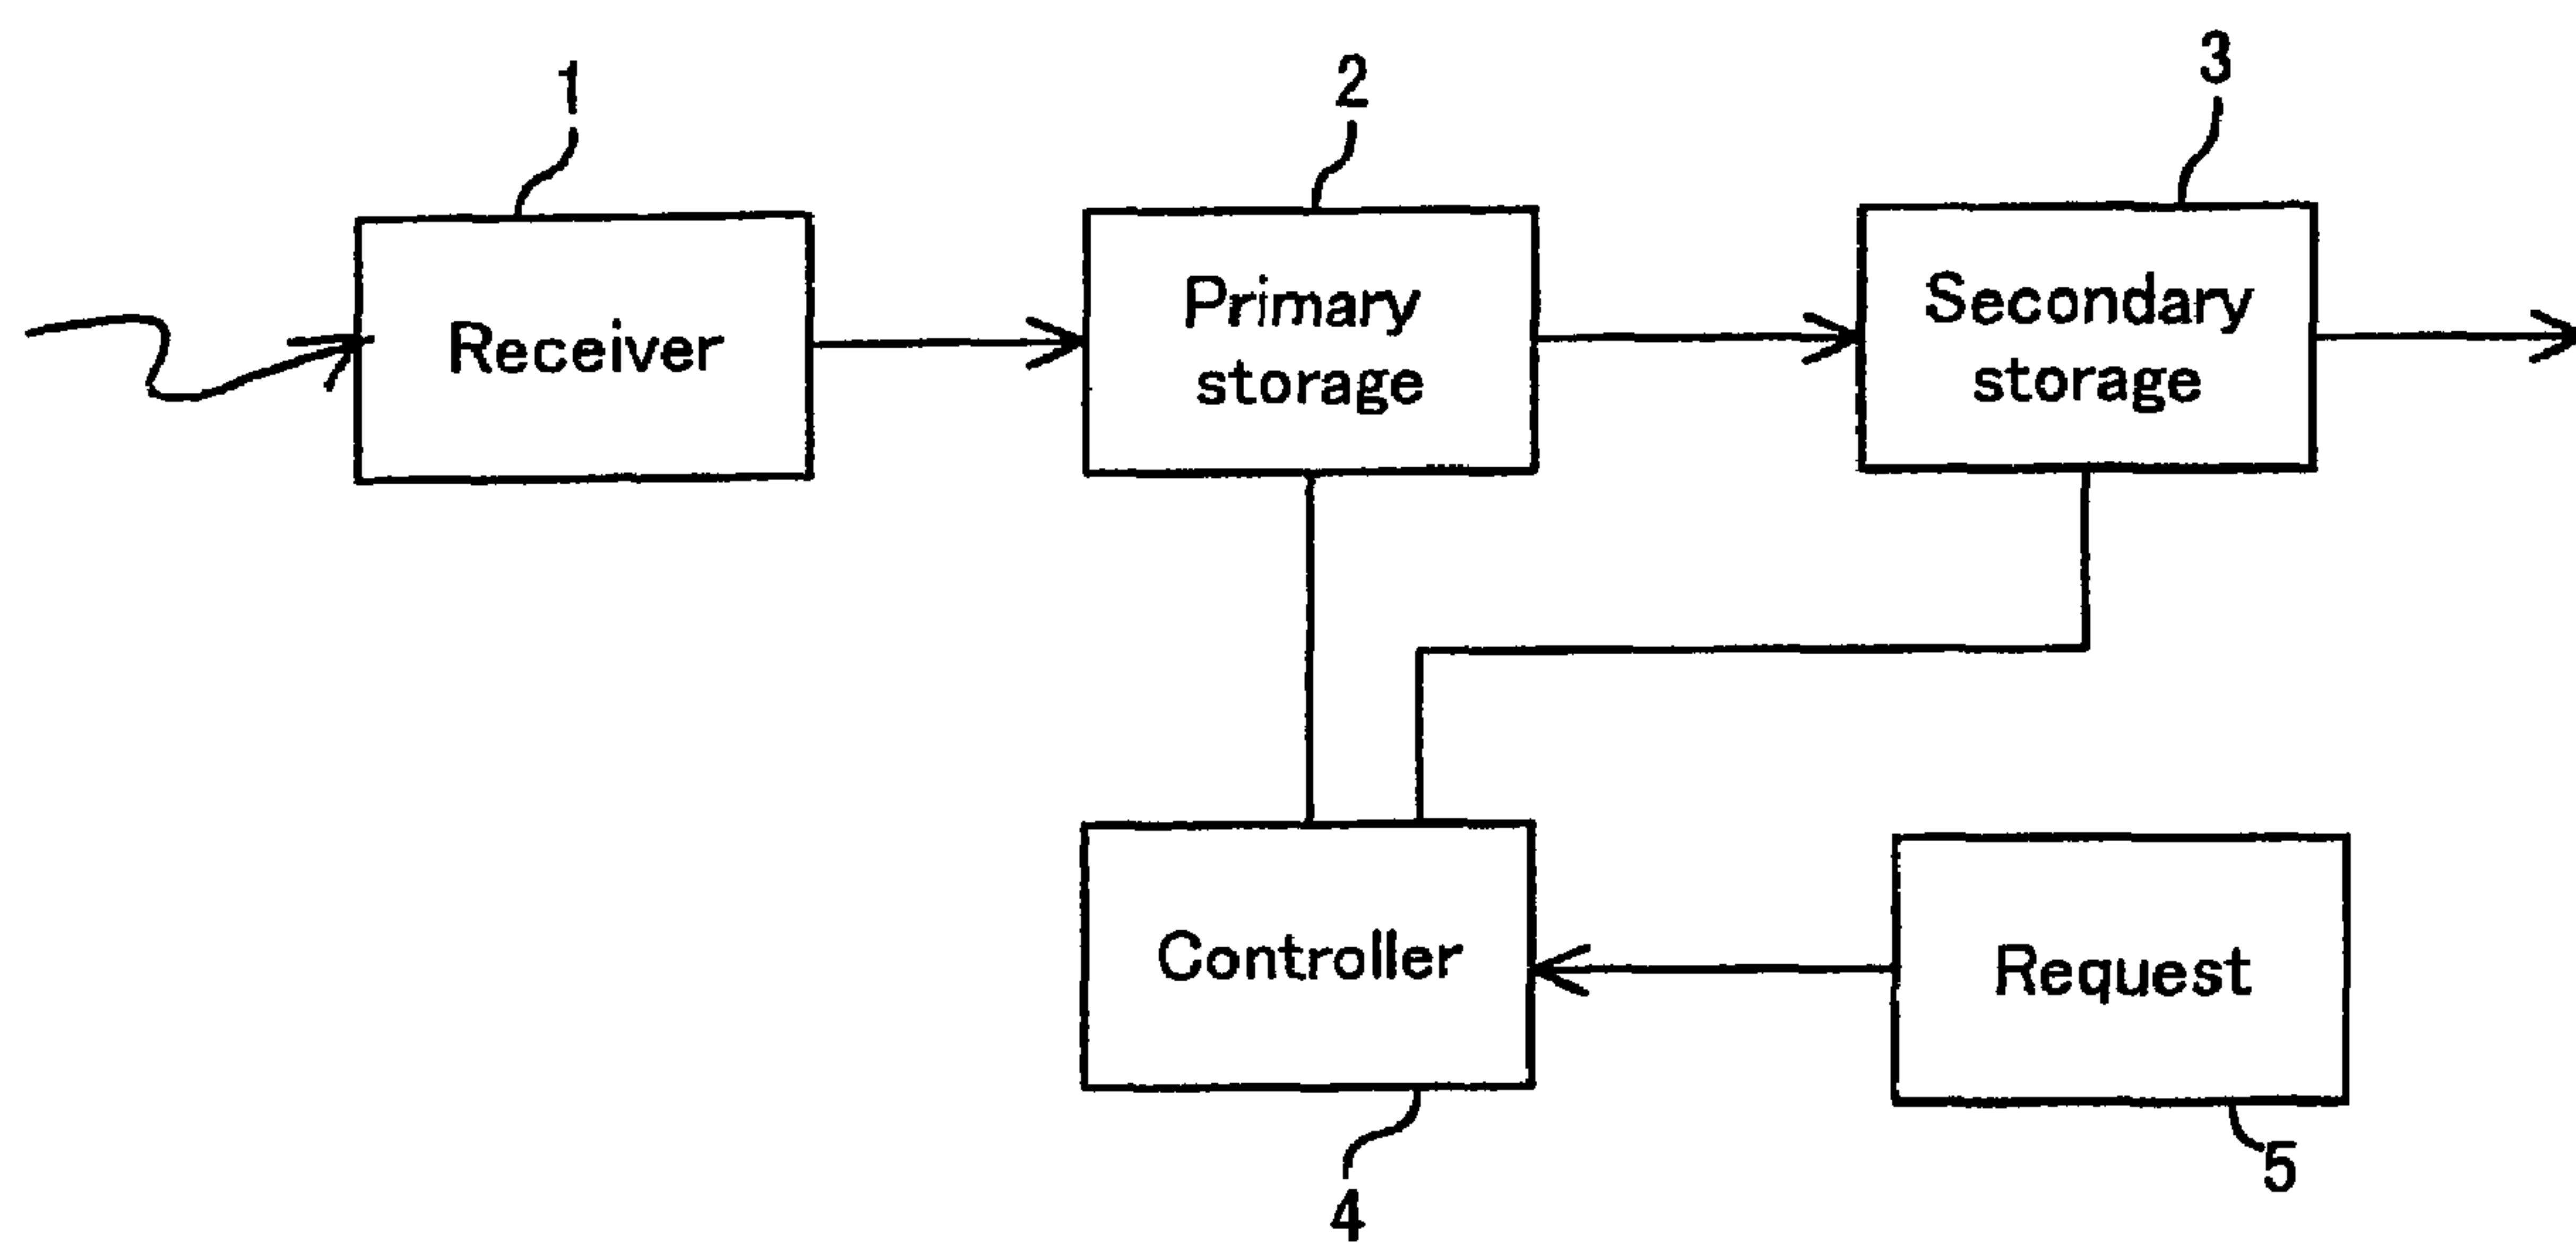 1
2
3
Receiver
Primary
storage
Secondary
storage
Controller
Request
4
5